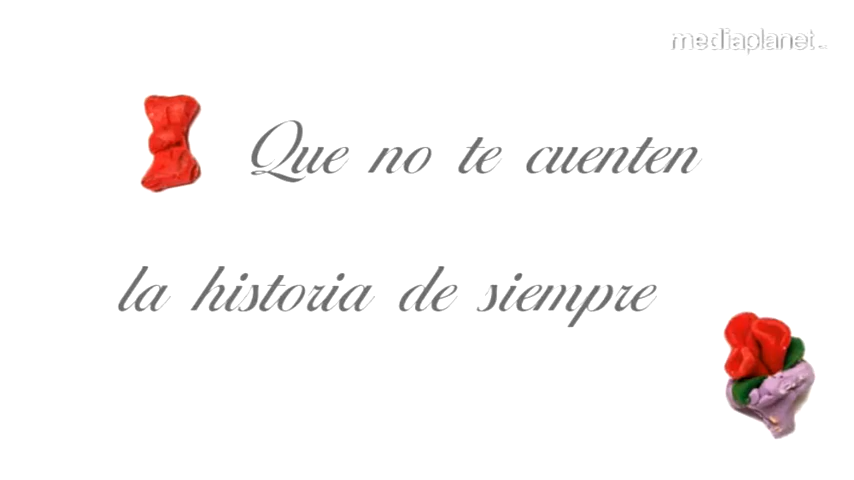 mediaplanet
Que no te cuenten
la historia de siempre